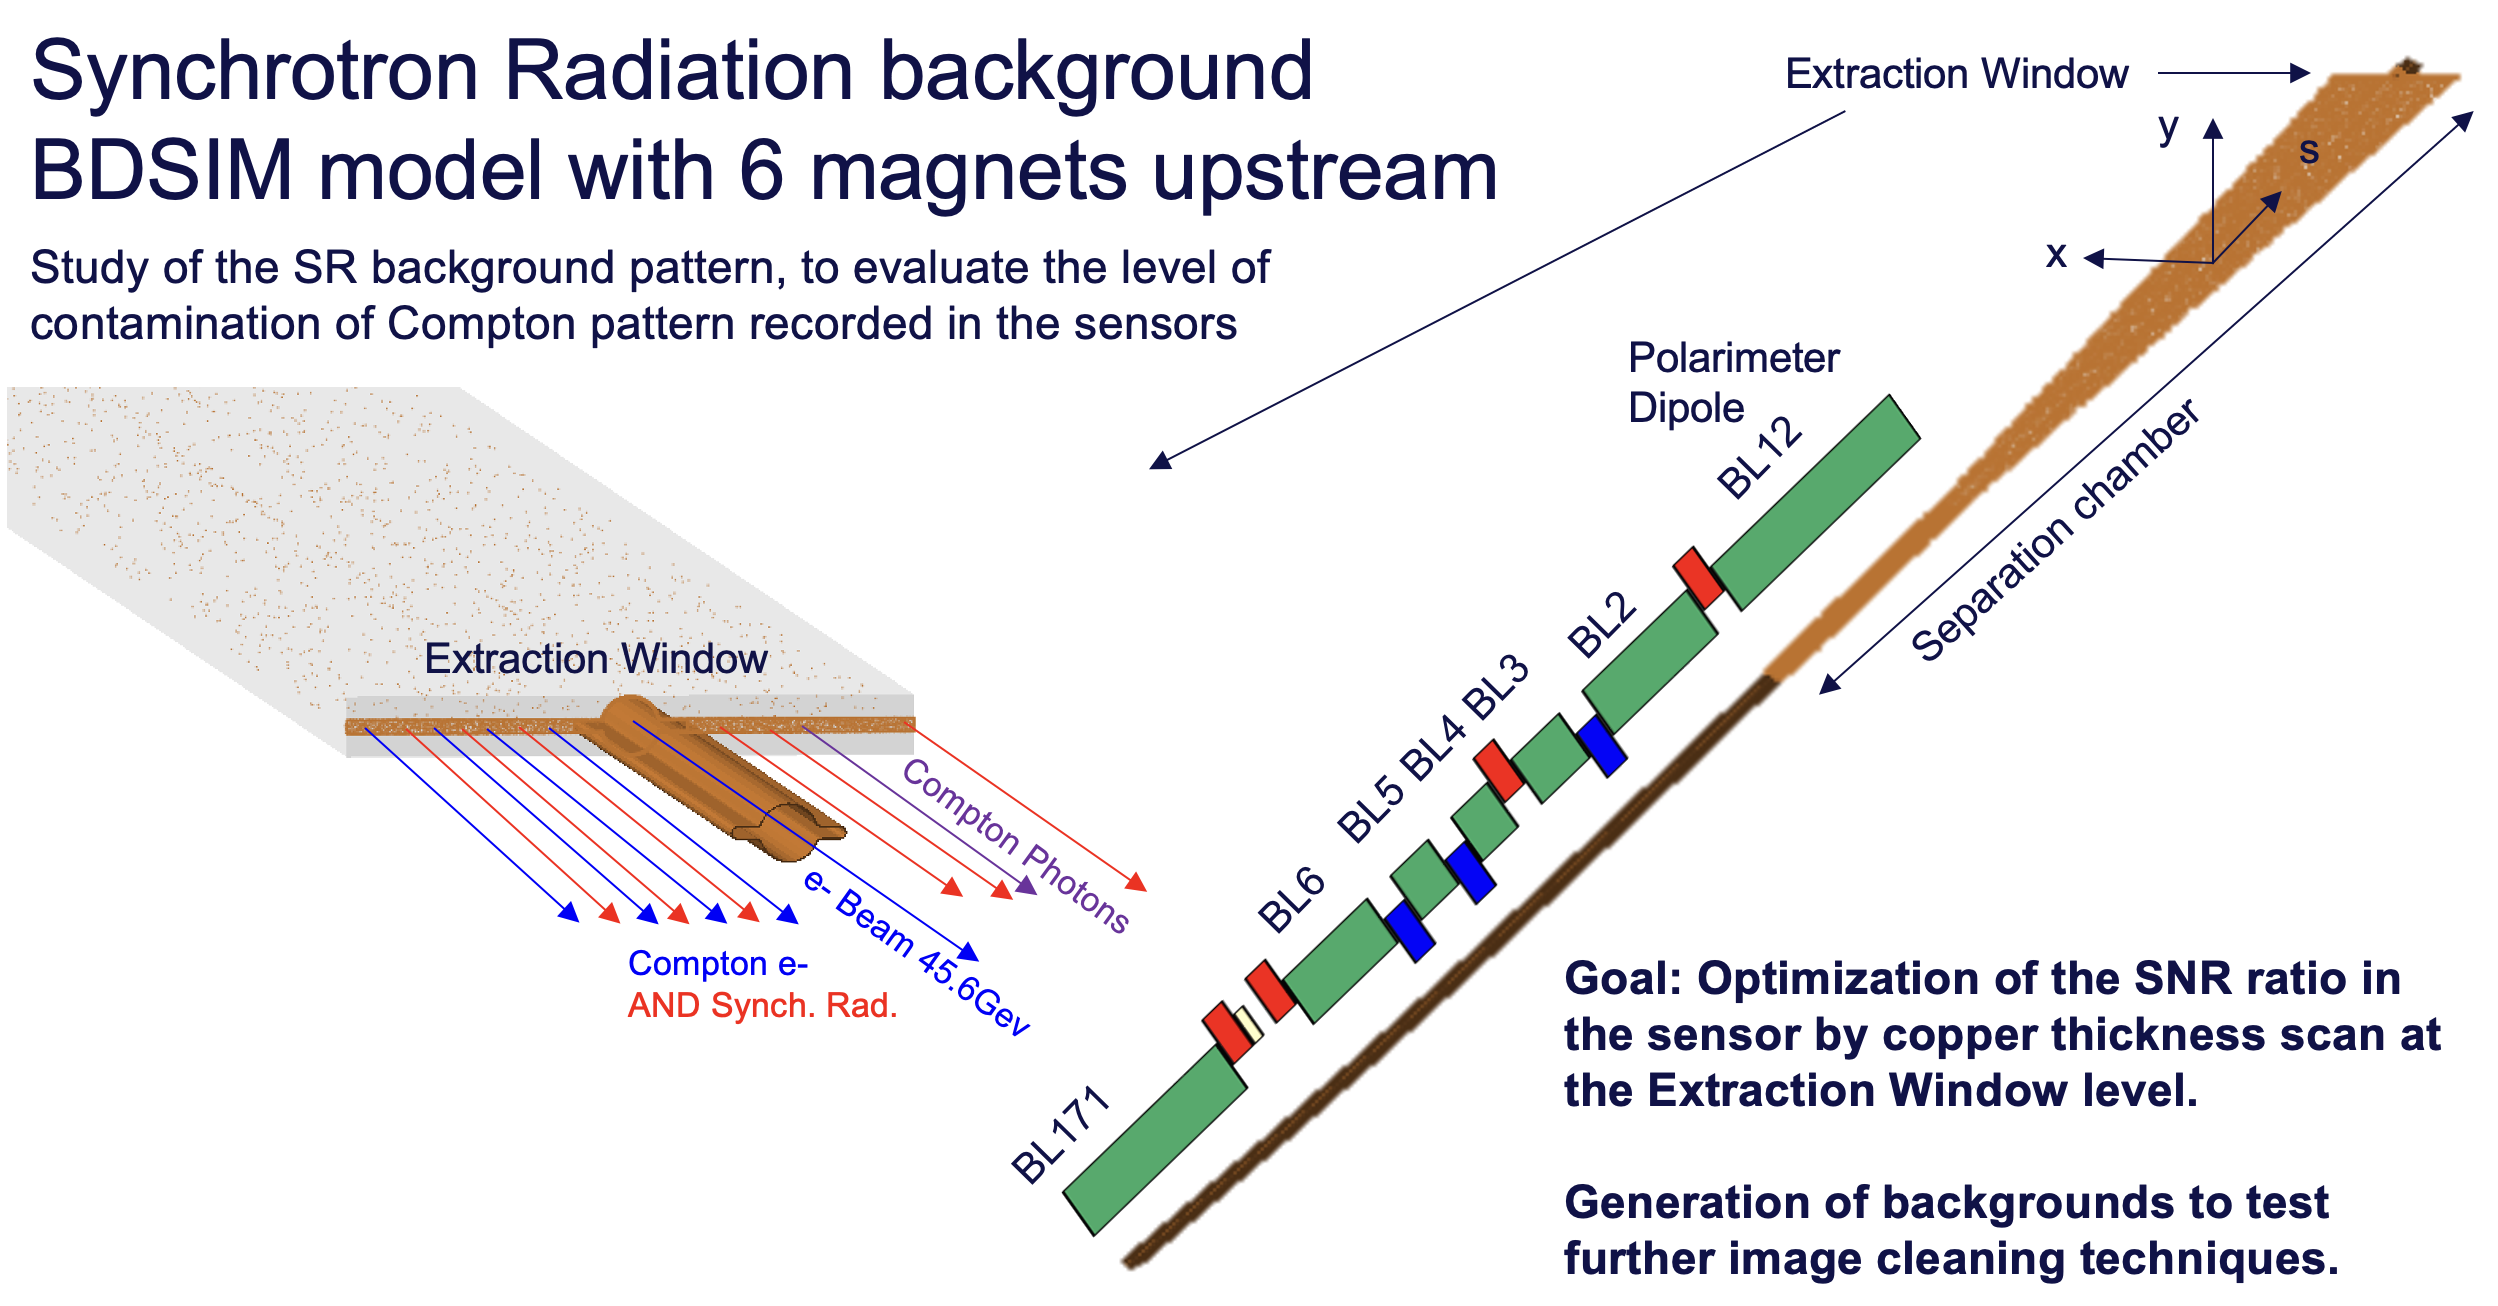 Synchrotron Radiation background
BDSIM model with 6 magnets upstream
Study of the SR background pattern, to evaluate the level of
contamination of Compton pattern recorded in the sensors
Extraction Window
y
s
x
Polarimeter
Dipole
BL12
Separation chamber
BL2
BL5 BL4 BL3
BL6
BL171
Extraction Window
Compton Photons
e- Beam 45.6Gev
Compton e-
AND Synch. Rad.
Goal: Optimization of the SNR ratio in
the sensor by copper thickness scan at
the Extraction Window level.
Generation of backgrounds to test
further image cleaning techniques.